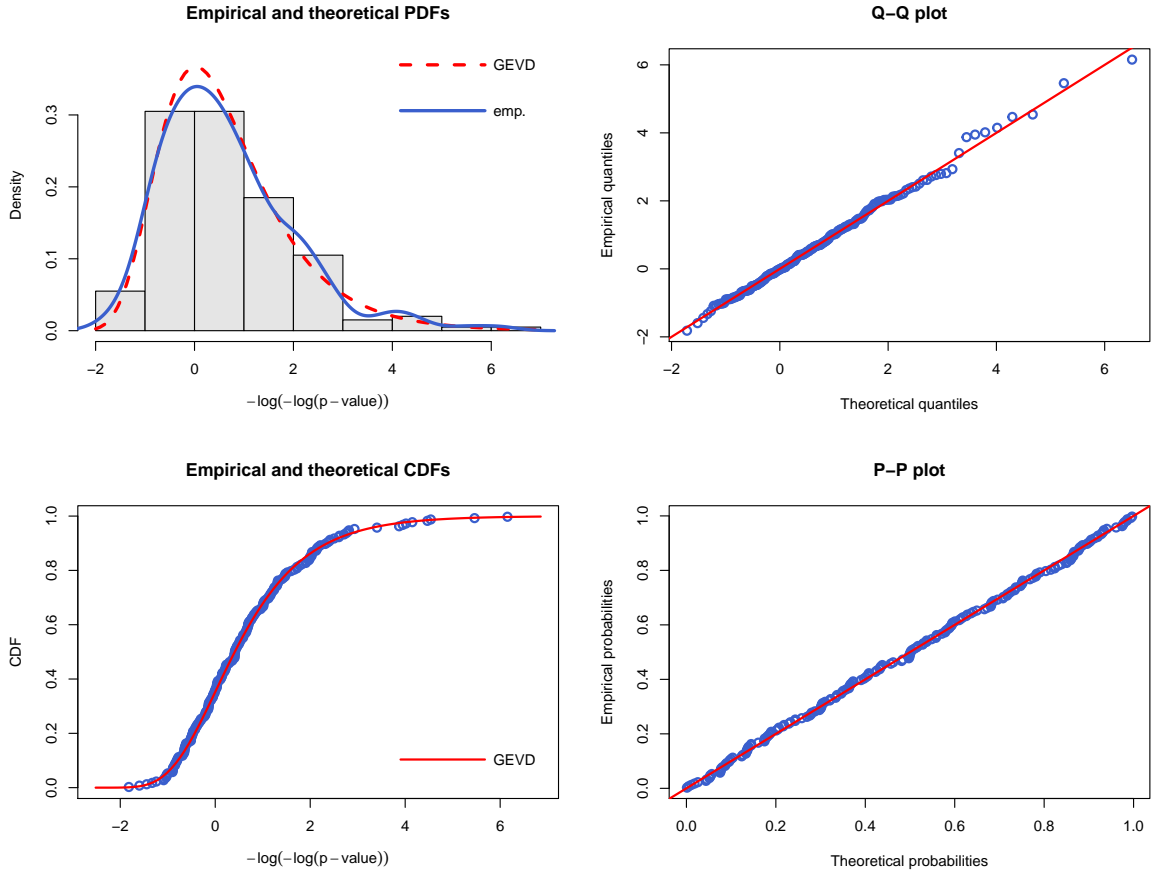 Empirical and theoretical PDFs
GEVD
emp.
Density
0.0
0.1
0.2
0.3
−2
0
2
4
6
−log(−log(p−value))
Q−Q plot
Empirical quantiles
−2
0
2
4
6
−2
0
2
4
6
Theoretical quantiles
Empirical and theoretical CDFs
CDF
0.0
0.2
0.4
0.6
0.8
1.0
GEVD
−2
0
2
4
6
−log(−log(p−value))
P−P plot
Empirical probabilities
0.0
0.2
0.4
0.6
0.8
1.0
0.0
0.2
0.4
0.6
0.8
1.0
Theoretical probabilities